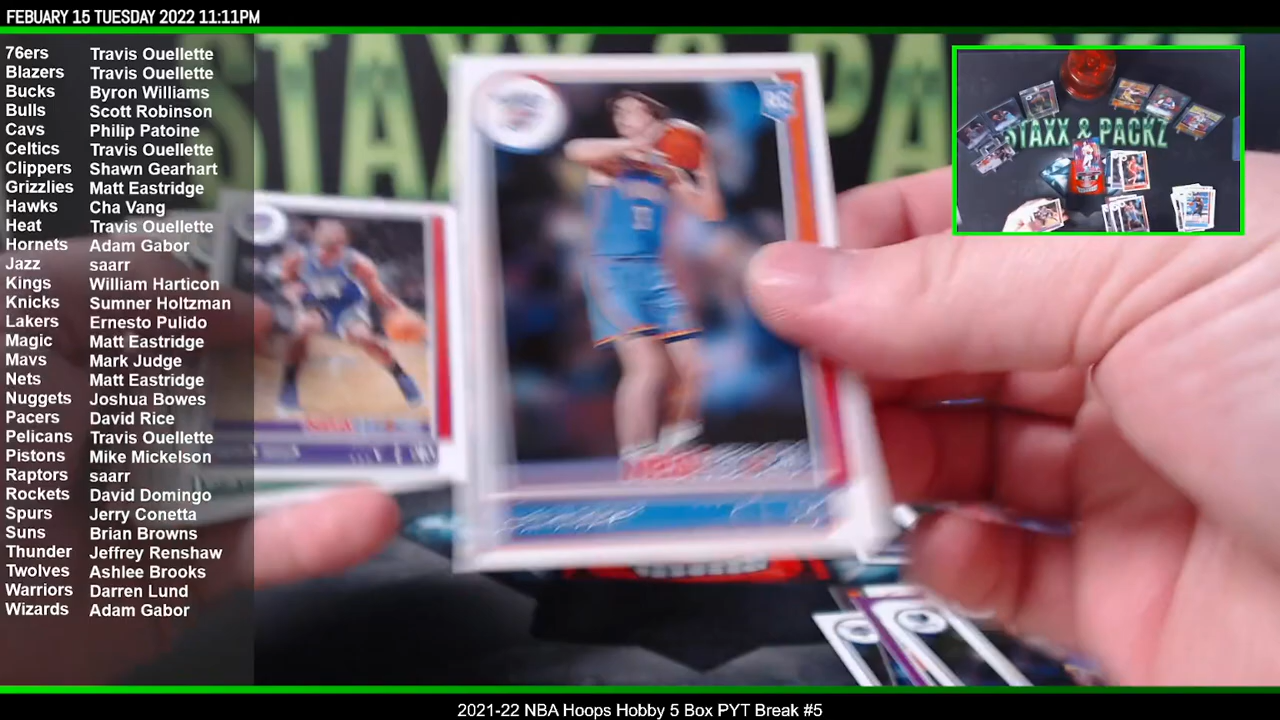 FEBUARY 15 TUESDAY 2022 11:11PM
76ers Travis Ouellette
Blazers Travis Ouellette
Bucks Byron Williams
Bulls Scott Robinson
Cavs Philip Patoine
Celtics Travis Ouellette
Clippers Shawn Gearhart
Grizzlies Matt Eastridge
Hawks Cha Vang
Heat Travis Ouellette
Hornets Adam Gabor
Jazz saarr
Kings William Harticon
Knicks Sumner Holtzman
Lakers Ernesto Pulido
Magic Matt Eastridge
Mavs Mark Judge
Nets Matt Eastridge
Nuggets Joshua Bowes
Pacers David Rice
Pelicans Travis Ouellette
Pistons Mike Mickelson
Raptors saarr
Rockets David Domingo
Spurs Jerry Conetta
Suns Brian Browns
Thunder Jeffrey Renshaw
Twolves Ashlee Brooks
Warriors Darren Lund
Wizards Adam Gabor
RC
STAXX & PACKZ
2021-22 NBA Hoops Hobby 5 Box PYT Break #5